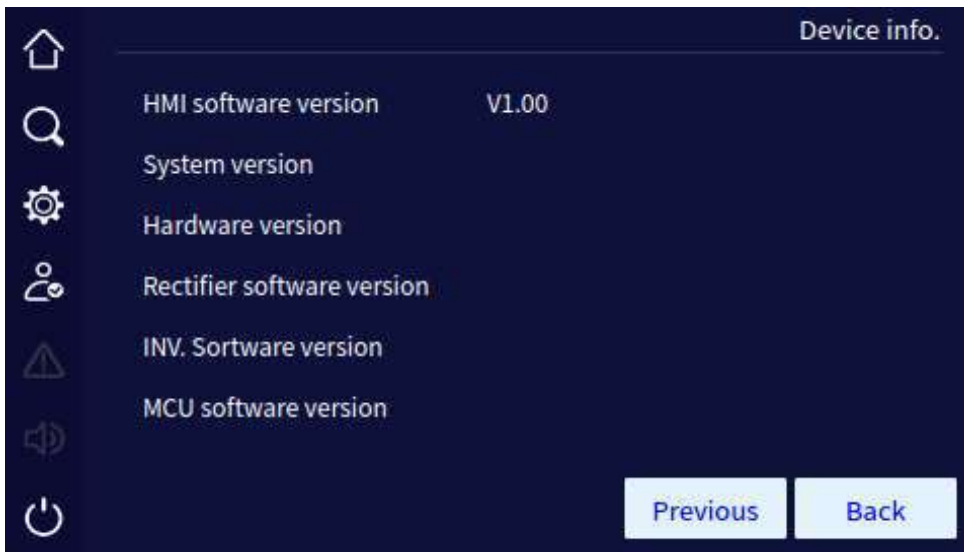 Device info.
HMI software version V1.00
System version
Hardware version
Rectifier software version
INV. Sortware version
MCU software version
Previous Back